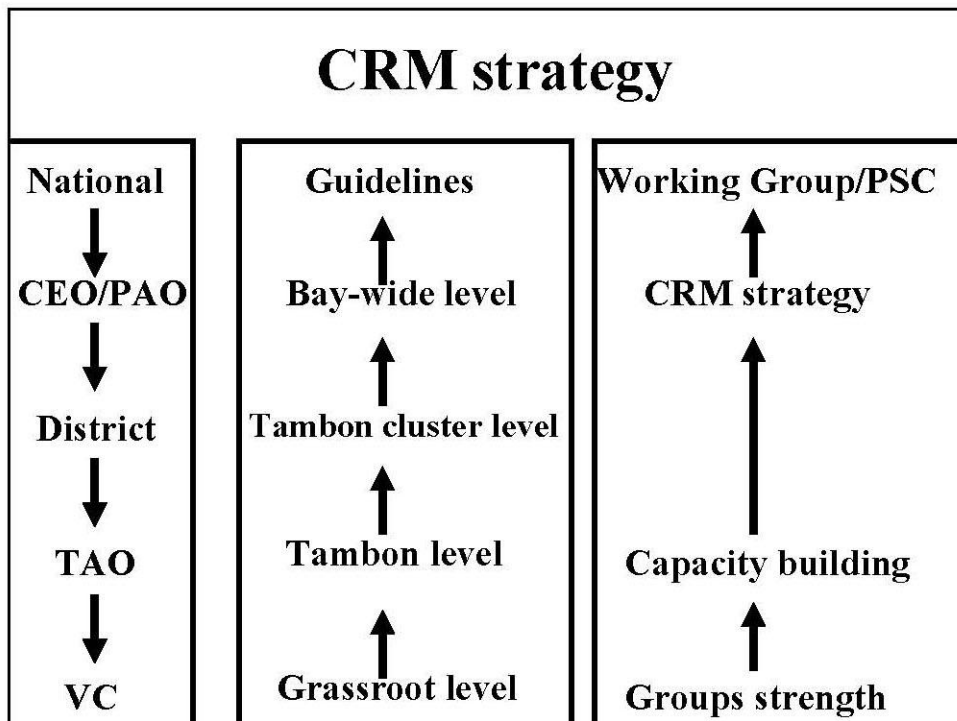 CRM strategy
National
CEO/PAO
District
TAO
VC
Guidelines
Bay-wide level
Tambon cluster level
Tambon level
Grassroot level
Working Group/PSC
CRM strategy
Capacity building
Groups strength